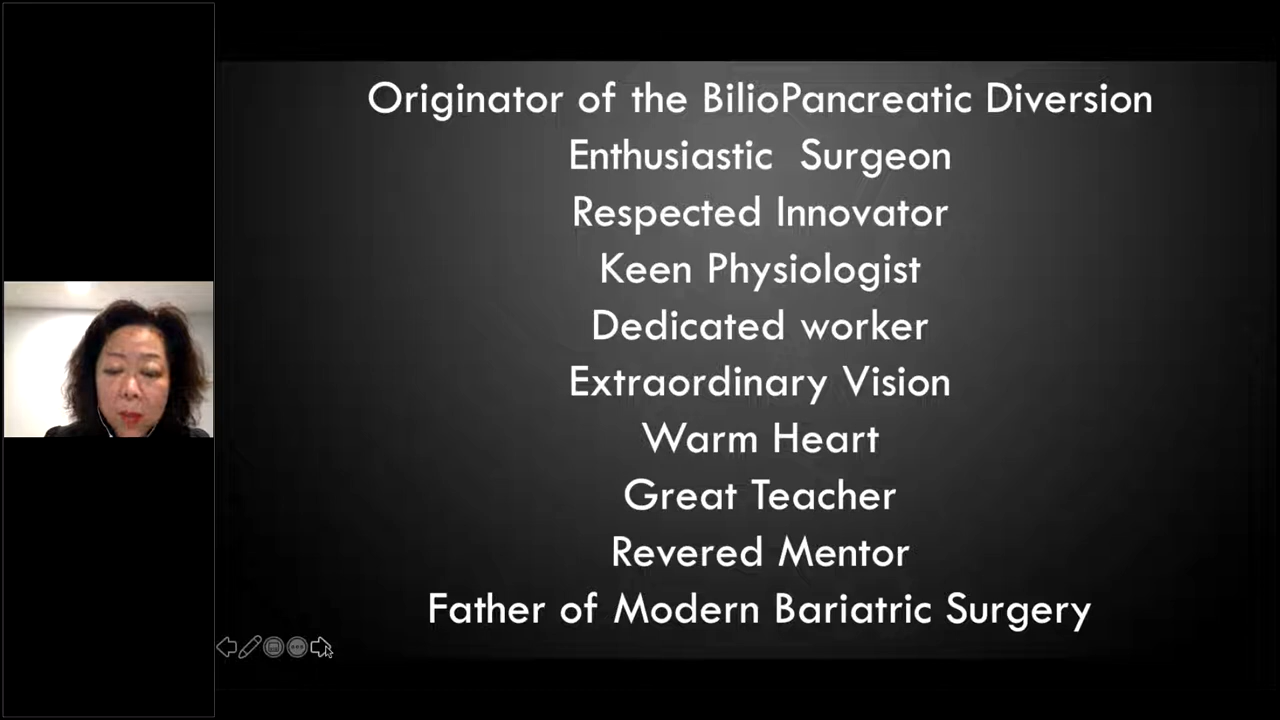 Originator of the BilioPancreatic Diversion
Enthusiastic Surgeon
Respected Innovator
Keen Physiologist
Dedicated worker
Extraordinary Vision
Warm Heart
Great Teacher
Revered Mentor
Father of Modern Bariatric Surgery